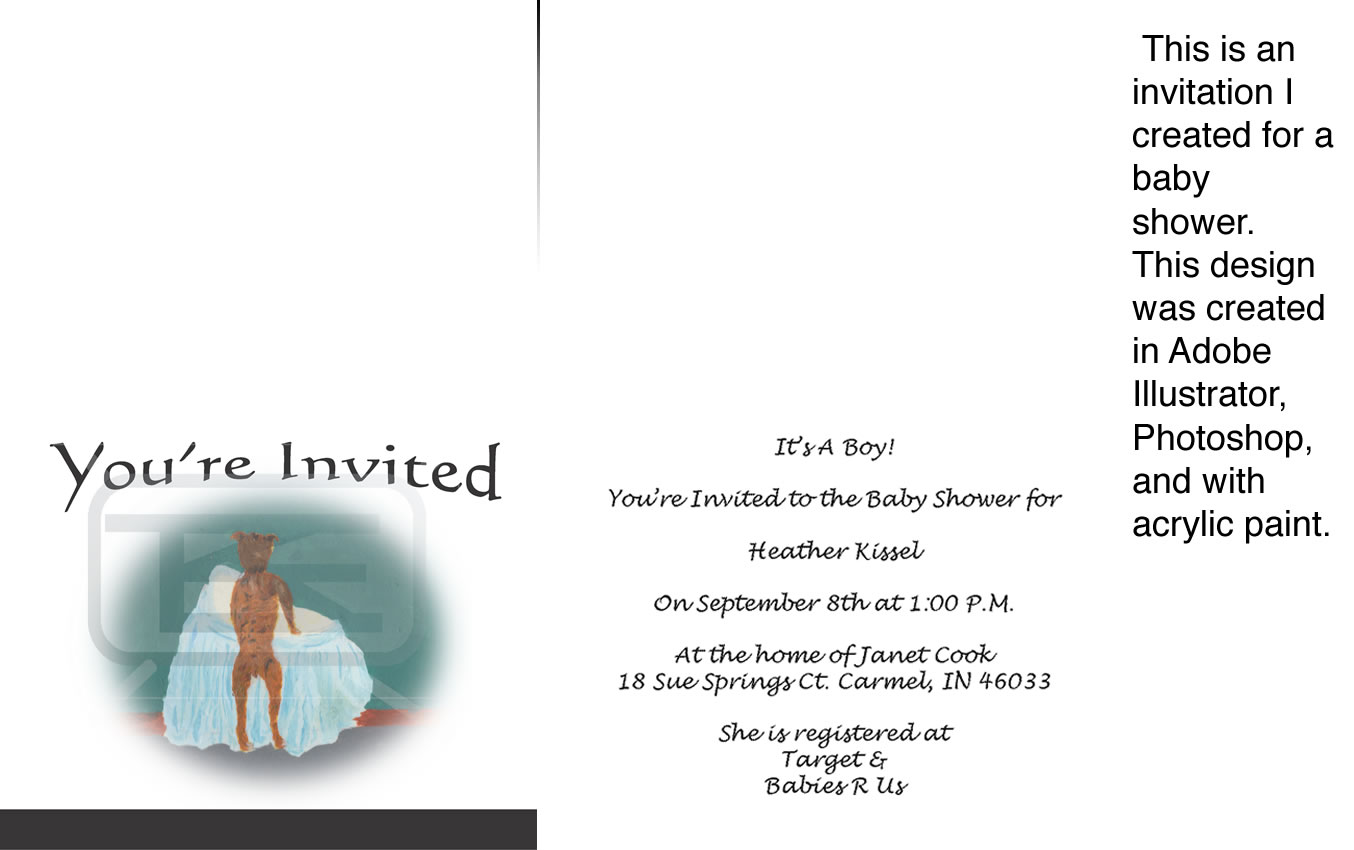 You're Invited
It's A Boy!
You're Invited to the Baby Shower for
Heather Kissel
On September 8th at 1:00 P.M.
At the home of Janet Cook
18 Sue Springs Ct. Carmel, IN 46033
She is registered at
Target &
Babies R Us
This is an
invitation I
created for a
baby
shower.
This design
was created
in Adobe
Illustrator,
Photoshop,
and with
acrylic paint.